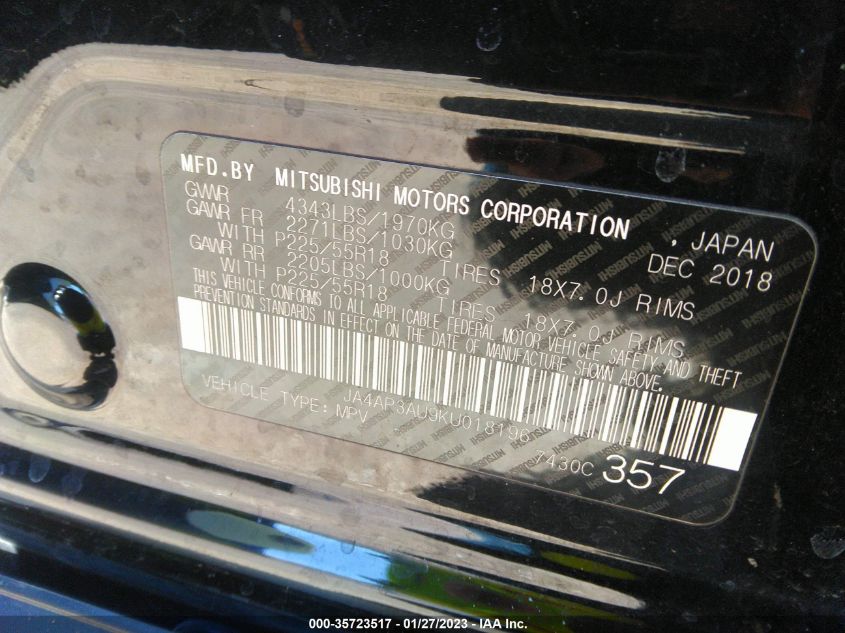 MFD.BY MITSUBISHI MOTORS CORPORATION , JAPAN
GVWR 4343LBS/1970KG DEC 2018
GAWR FR 2271LBS/1030KG
WITH P225/55R18 TIRES 18X7.0J RIMS
GAWR RR 2205LBS/1000KG
WITH P225/55R18 TIRES 18X7.0J RIMS
THIS VEHICLE CONFORMS TO ALL APPLICABLE FEDERAL MOTOR VEHICLE SAFETY AND THEFT
PREVENTION STANDARDS IN EFFECT ON THE DATE OF MANUFACTURE SHOWN ABOVE.
JA4AP3AU9KU018196
VEHICLE TYPE: MPV 7430C 357
000-35723517 - 01/27/2023 - IAA Inc.